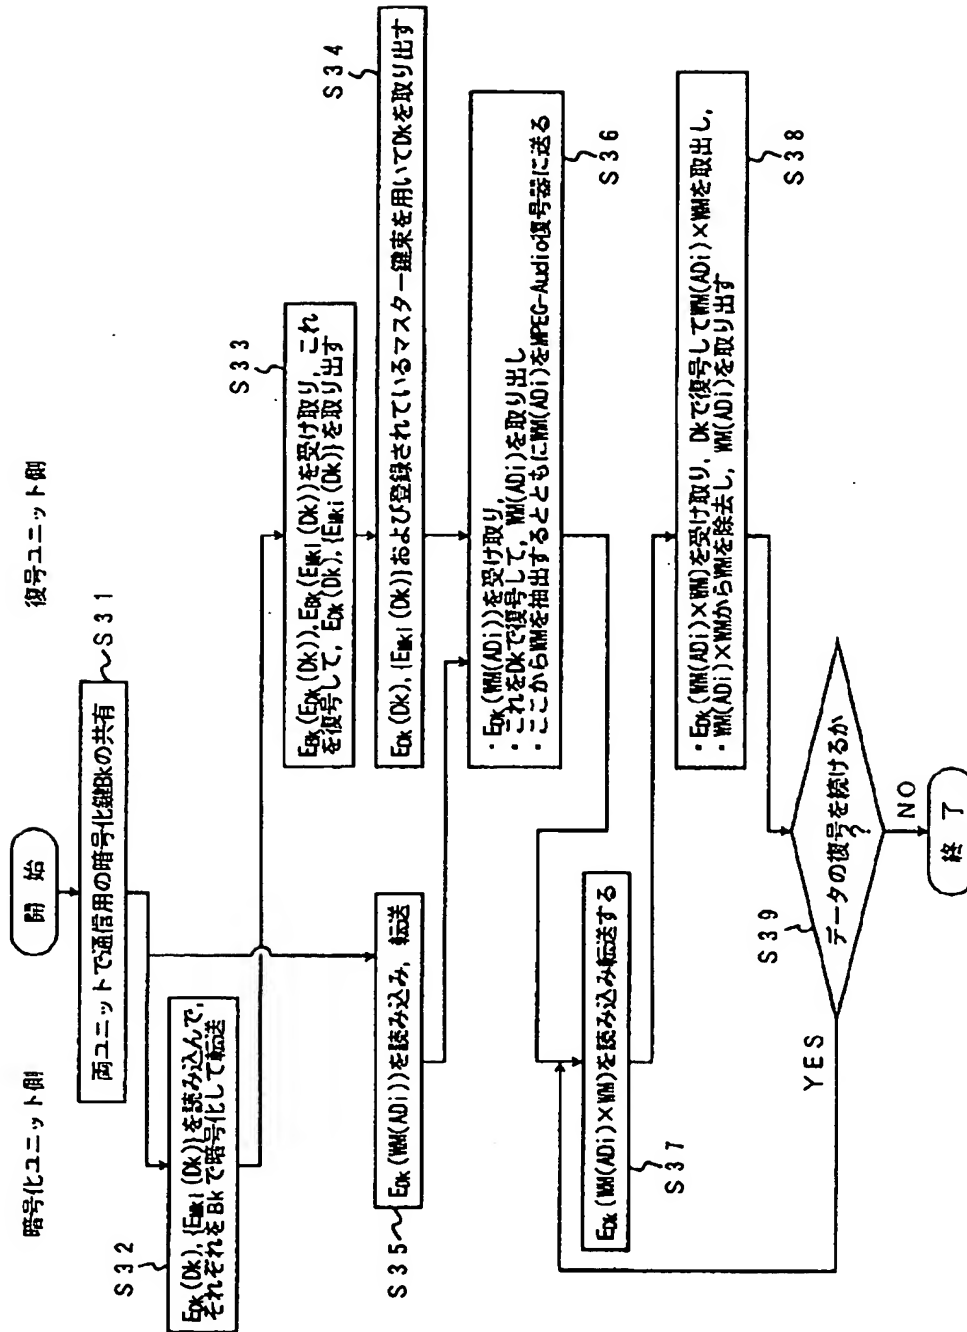 暗号化ユニット側
復号ユニット側
開 始
両ユニットで通信用の暗号化鍵Bkの共有
S31
EDk(Dk), {EMki(Dk)}を読み込んで,
それぞれをBkで暗号化して転送
S32
S33
EBk(EDk(Dk)), EBk(EMki(Dk))を受け取り, これ
を復号して, EDk(Dk), {EMki(Dk)}を取り出す
S34
EDk(Dk), {EMki(Dk)}および登録されているマスター鍵束を用いてDkを取り出す
S35
EDk(WM(ADi))を読み込み, 転送
・EDk(WM(ADi))を受け取り,
・これをDkで復号して, WM(ADi)を取り出し
・ここからWMを抽出するとともにWM(ADi)をMPEG-Audio復号器に送る
S36
EDk(WM(ADi)×WM)を読み込み転送する
S37
・EDk(WM(ADi)×WM)を受け取り, Dkで復号してWM(ADi)×WMを取出し,
・WM(ADi)×WMからWMを除去し, WM(ADi)を取り出す
S38
データの復号を続けるか
?
S39
YES
NO
終 了